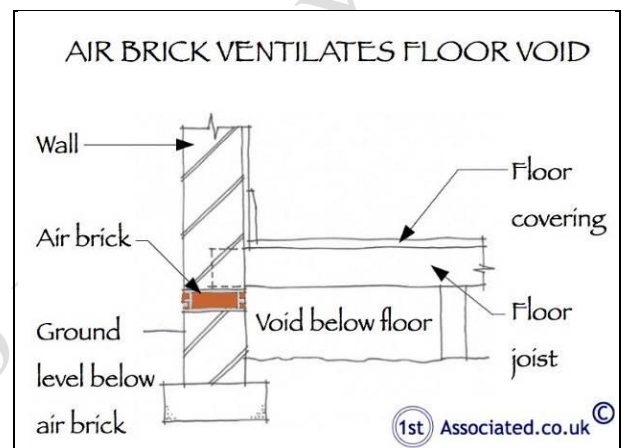 AIR BRICK VENTILATES FLOOR VOID
Wall
Floor
covering
Air brick
Void below floor
Floor
joist
Ground
level below
air brick
1st Associated.co.uk ©